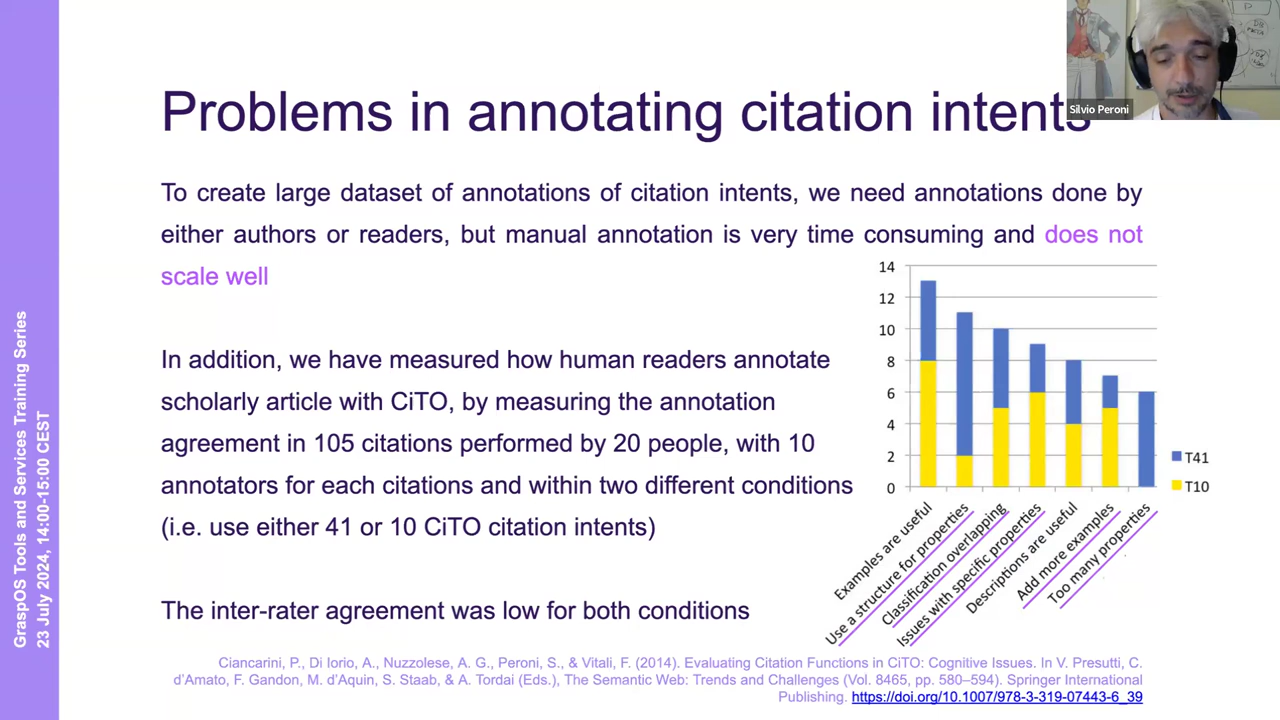 GraspOS Tools and Services Training Series
23 July 2024, 14:00-15:00 CEST
Problems in annotating citation intents
Silvio Peroni
To create large dataset of annotations of citation intents, we need annotations done by
either authors or readers, but manual annotation is very time consuming and does not
scale well
In addition, we have measured how human readers annotate
scholarly article with CiTO, by measuring the annotation
agreement in 105 citations performed by 20 people, with 10
annotators for each citations and within two different conditions
(i.e. use either 41 or 10 CiTO citation intents)
The inter-rater agreement was low for both conditions
14
12
10
8
6
4
2
0
T41
T10
Examples are useful
Use a structure for properties
Classification overlapping
Issues with specific properties
Descriptions are useful
Add more examples
Too many properties
Ciancarini, P., Di Iorio, A., Nuzzolese, A. G., Peroni, S., & Vitali, F. (2014). Evaluating Citation Functions in CiTO: Cognitive Issues. In V. Presutti, C.
d'Amato, F. Gandon, M. d'Aquin, S. Staab, & A. Tordai (Eds.), The Semantic Web: Trends and Challenges (Vol. 8465, pp. 580–594). Springer International
Publishing. https://doi.org/10.1007/978-3-319-07443-6_39